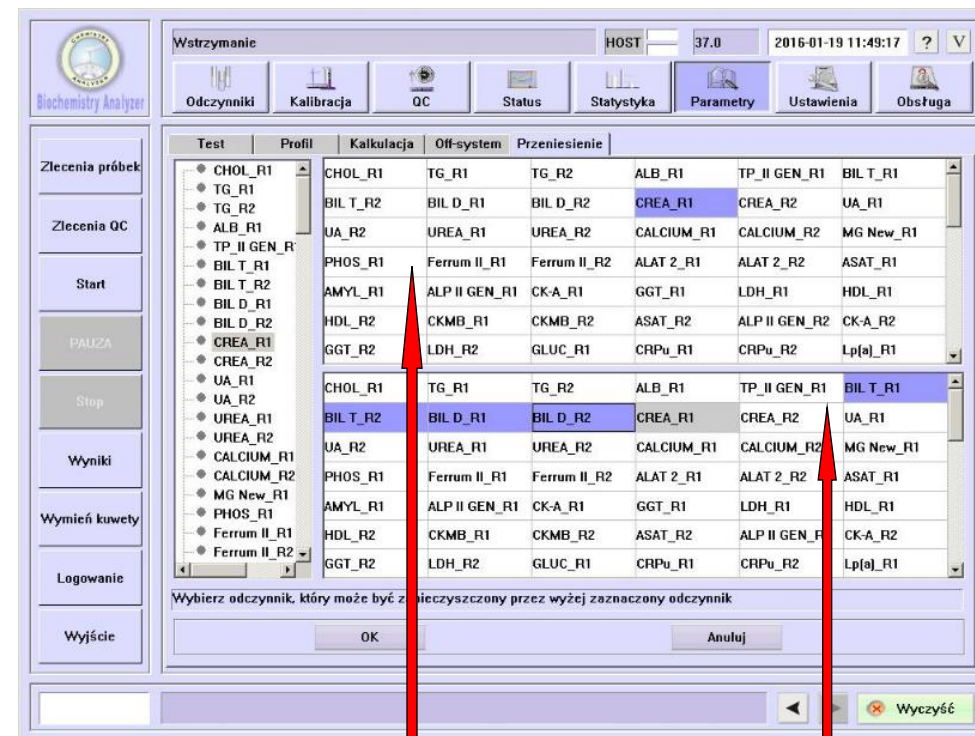 CHEMISTRY
ANALYZER
Biochemistry Analyzer
Wstrzymanie
HOST
37.0
2016-01-19 11:49:17
?
V
Odczynniki Kalibracja QC Status Statystyka Parametry Ustawienia Obsługa
Zlecenia próbek
Zlecenia QC
Start
PAUZA
Stop
Wyniki
Wymień kuwety
Logowanie
Wyjście
Test Profil Kalkulacja Off-system Przeniesienie
CHOL_R1
TG_R1
TG_R2
ALB_R1
TP_II GEN_R
BIL T_R1
BIL T_R2
BIL D_R1
BIL D_R2
CREA_R1
CREA_R2
UA_R1
UA_R2
UREA_R1
UREA_R2
CALCIUM_R1
CALCIUM_R2
MG New_R1
PHOS_R1
Ferrum II_R1
Ferrum II_R2
CHOL_R1 TG_R1 TG_R2 ALB_R1 TP_II GEN_R1 BIL T_R1
BIL T_R2 BIL D_R1 BIL D_R2 CREA_R1 CREA_R2 UA_R1
UA_R2 UREA_R1 UREA_R2 CALCIUM_R1 CALCIUM_R2 MG New_R1
PHOS_R1 Ferrum II_R1 Ferrum II_R2 ALAT 2_R1 ALAT 2_R2 ASAT_R1
AMYL_R1 ALP II GEN_R1 CK-A_R1 GGT_R1 LDH_R1 HDL_R1
HDL_R2 CKMB_R1 CKMB_R2 ASAT_R2 ALP II GEN_R2 CK-A_R2
GGT_R2 LDH_R2 GLUC_R1 CRPu_R1 CRPu_R2 Lp(a)_R1
CHOL_R1 TG_R1 TG_R2 ALB_R1 TP_II GEN_R1 BIL T_R1
BIL T_R2 BIL D_R1 BIL D_R2 CREA_R1 CREA_R2 UA_R1
UA_R2 UREA_R1 UREA_R2 CALCIUM_R1 CALCIUM_R2 MG New_R1
PHOS_R1 Ferrum II_R1 Ferrum II_R2 ALAT 2_R1 ALAT 2_R2 ASAT_R1
AMYL_R1 ALP II GEN_R1 CK-A_R1 GGT_R1 LDH_R1 HDL_R1
HDL_R2 CKMB_R1 CKMB_R2 ASAT_R2 ALP II GEN_R CK-A_R2
GGT_R2 LDH_R2 GLUC_R1 CRPu_R1 CRPu_R2 Lp(a)_R1
Wybierz odczynnik, który może być zanieczyszczony przez wyżej zaznaczony odczynnik
OK Anuluj
Wyczyść